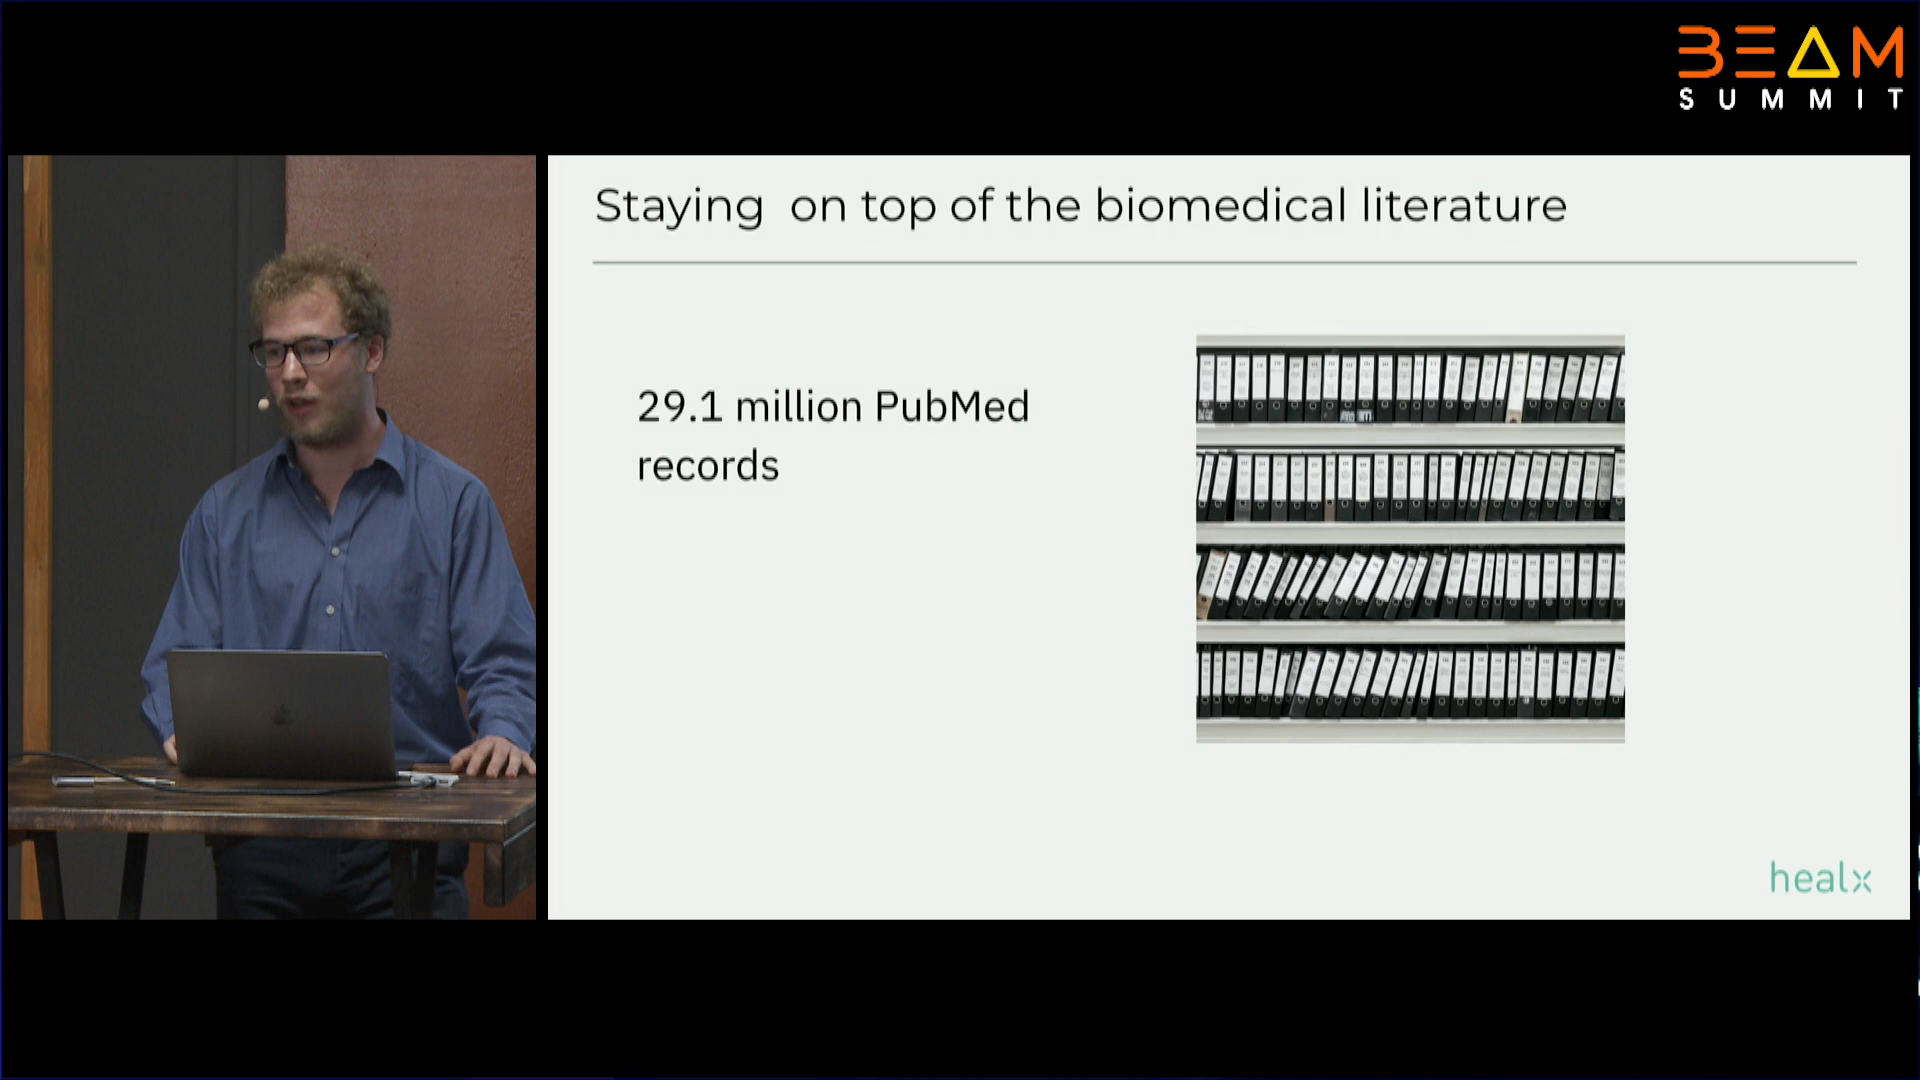 BEAM
SUMMIT
Staying on top of the biomedical literature
29.1 million PubMed
records
healx